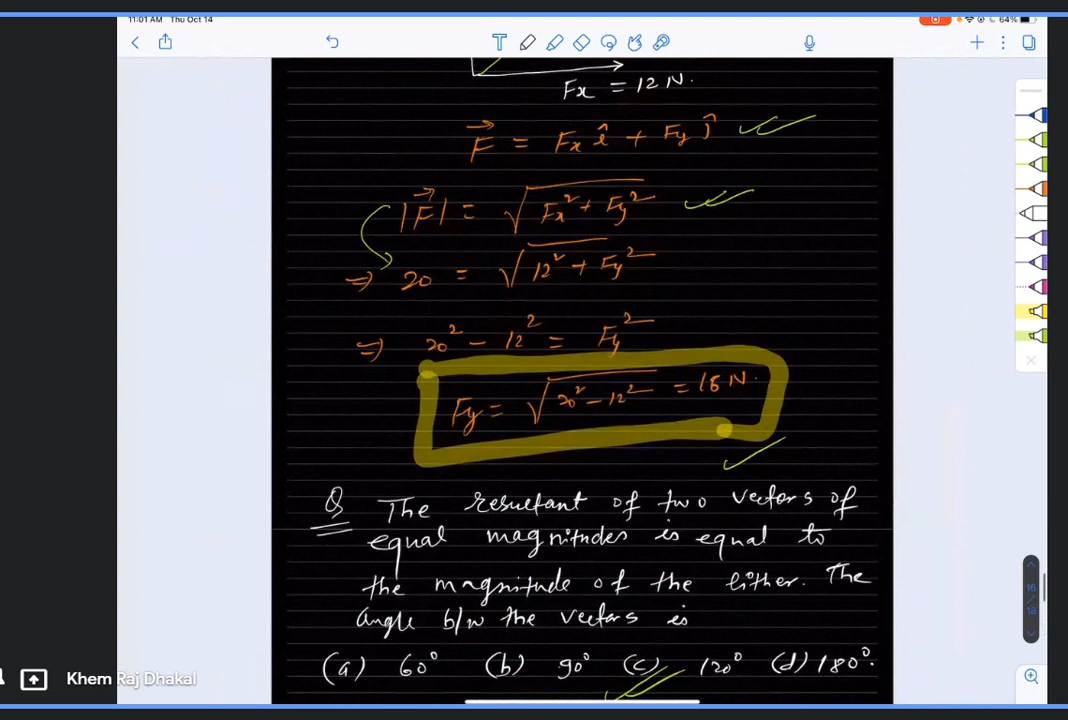 11:01 AM Thu Oct 14
64%
T
Fx = 12 N.
F⃗ = Fx î + Fy ĵ
|F⃗| = √(Fx² + Fy²)
⇒ 20 = √(12² + Fy²)
⇒ 20² - 12² = Fy²
Fy = √(20² - 12²) = 16 N.
Q The resultant of two vectors of
equal magnitudes is equal to
the magnitude of the either. The
angle b/w the vectors is
(a) 60° (b) 90° (c) 120° (d) 180°.
16
/
18
Khem Raj Dhakal